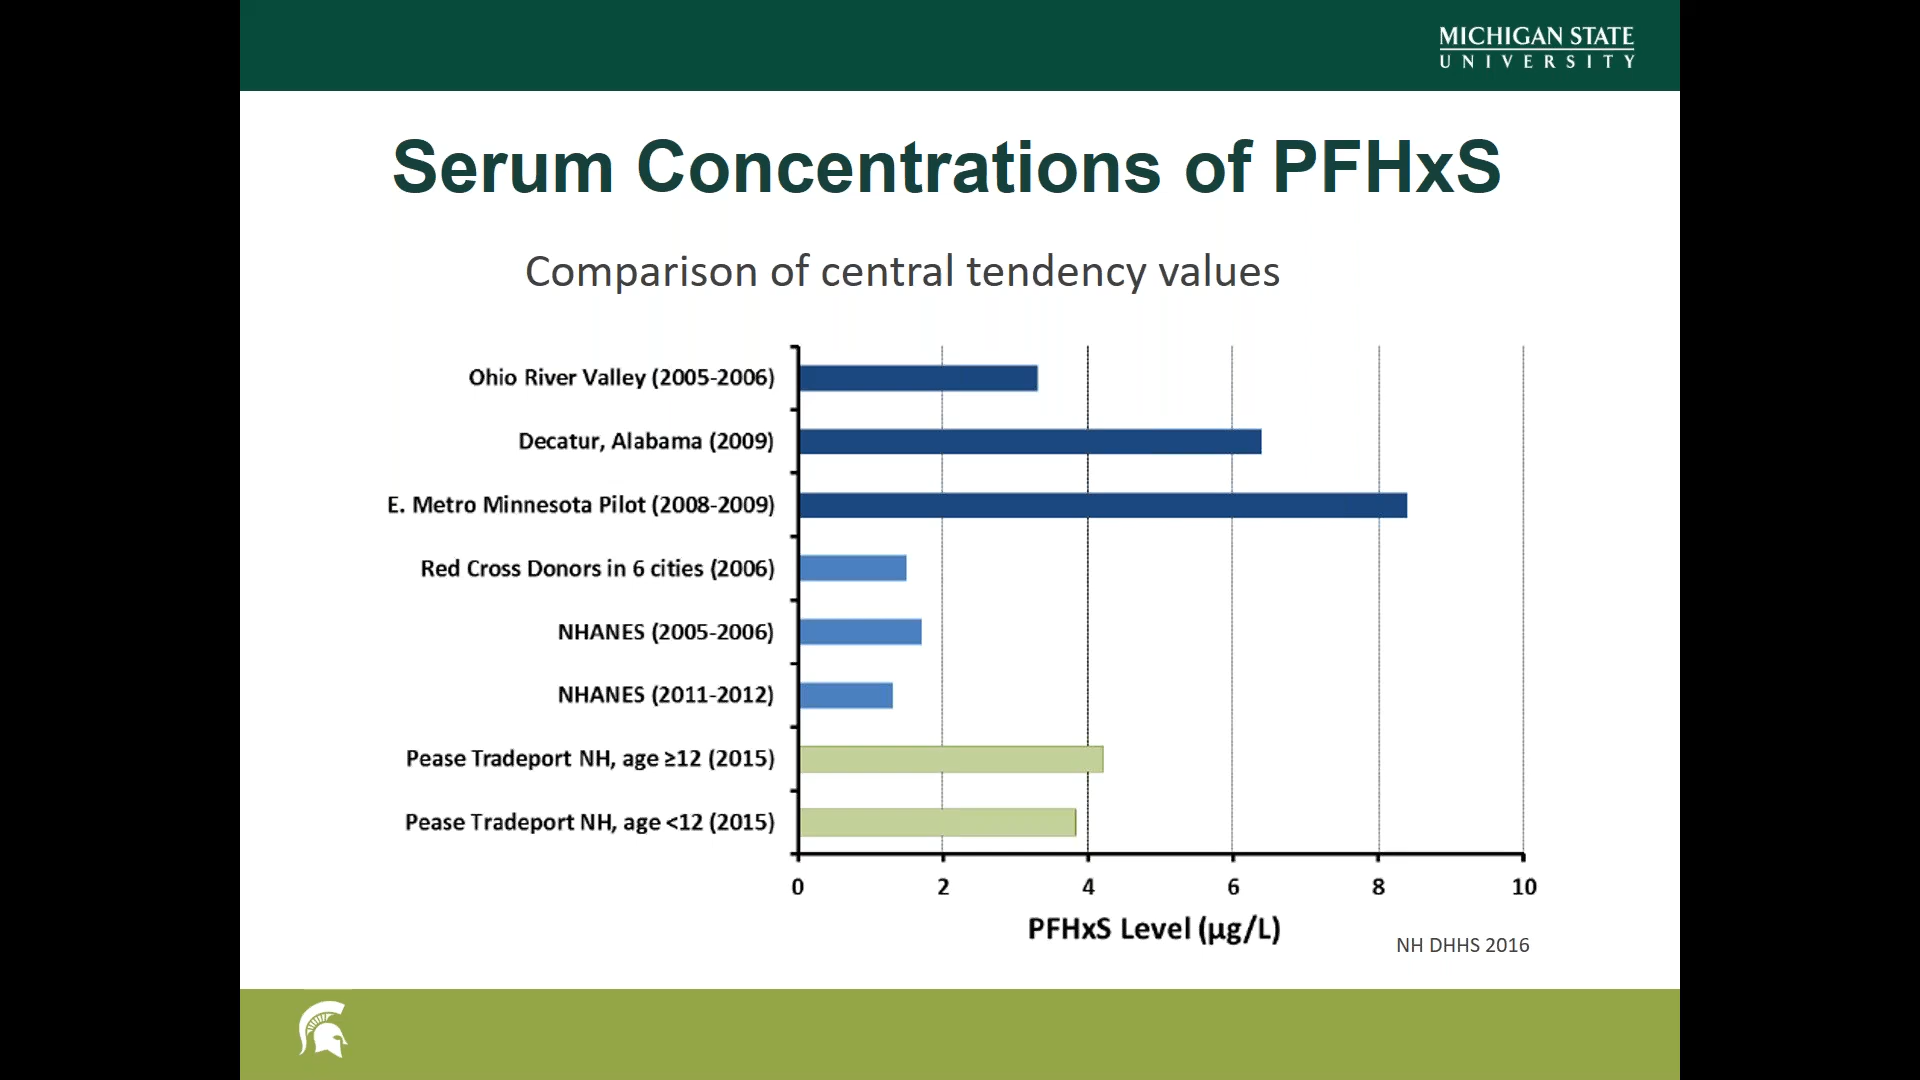 MICHIGAN STATE
UNIVERSITY
Serum Concentrations of PFHxS
Comparison of central tendency values
Ohio River Valley (2005-2006)
Decatur, Alabama (2009)
E. Metro Minnesota Pilot (2008-2009)
Red Cross Donors in 6 cities (2006)
NHANES (2005-2006)
NHANES (2011-2012)
Pease Tradeport NH, age ≥12 (2015)
Pease Tradeport NH, age <12 (2015)
0 2 4 6 8 10
PFHxS Level (µg/L)
NH DHHS 2016